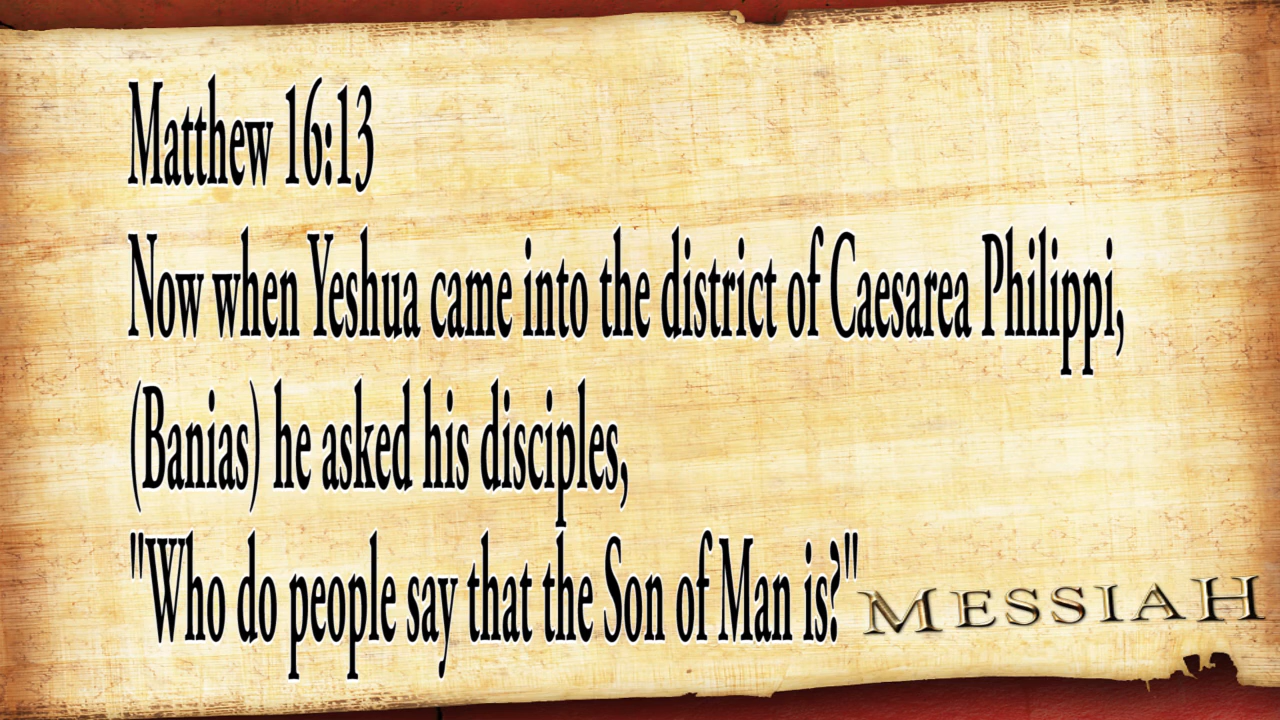 Matthew 16:13
Now when Yeshua came into the district of Caesarea Philippi,
(Banias) he asked his disciples,
"Who do people say that the Son of Man is?"
MESSIAH